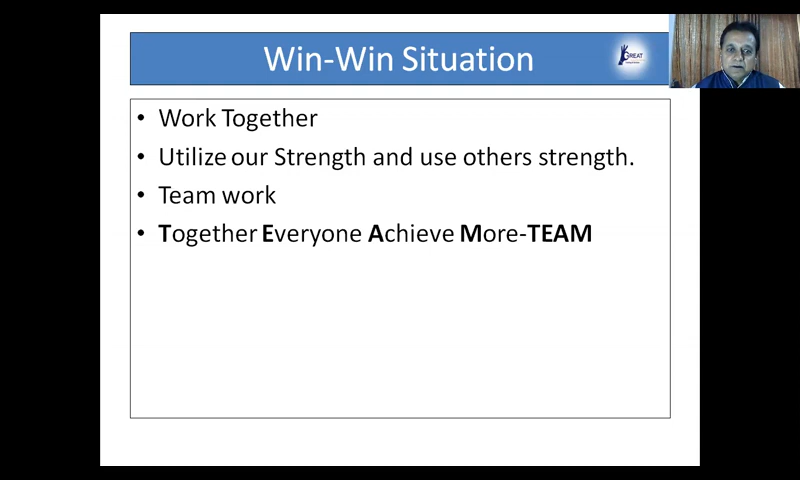 Win-Win Situation
GREAT
• Work Together
• Utilize our Strength and use others strength.
• Team work
• Together Everyone Achieve More-TEAM